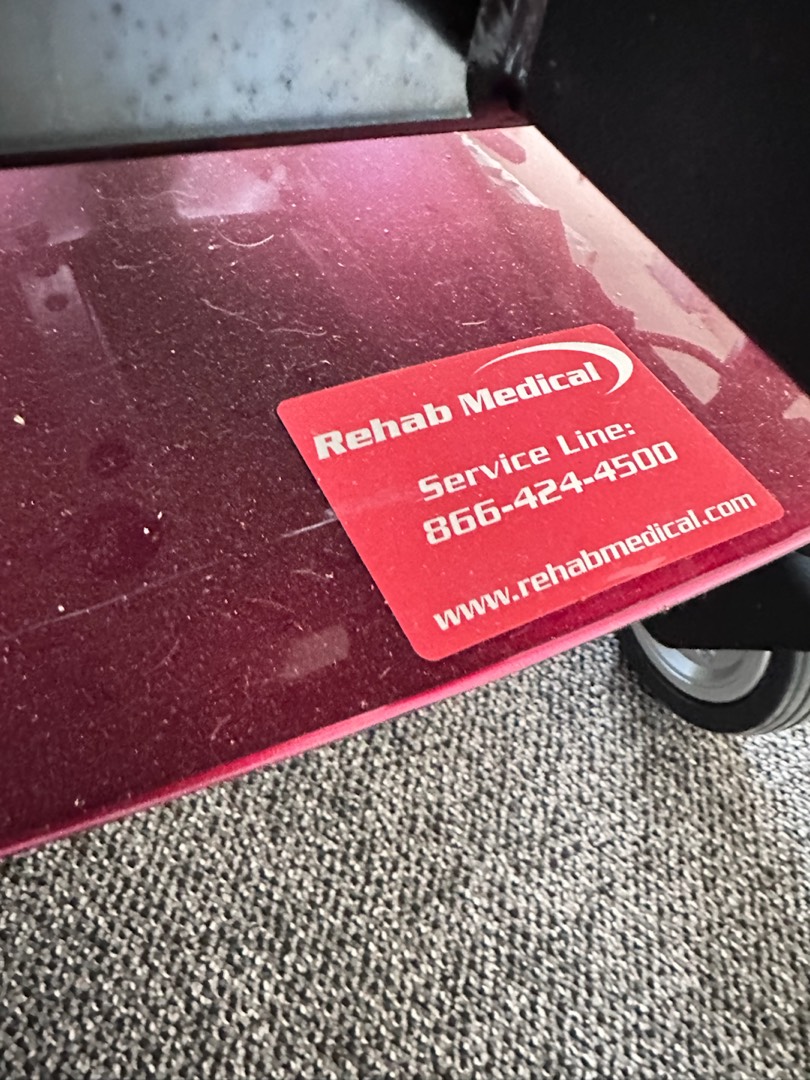 Rehab Medical
Service Line:
866-424-4500
www.rehabmedical.com